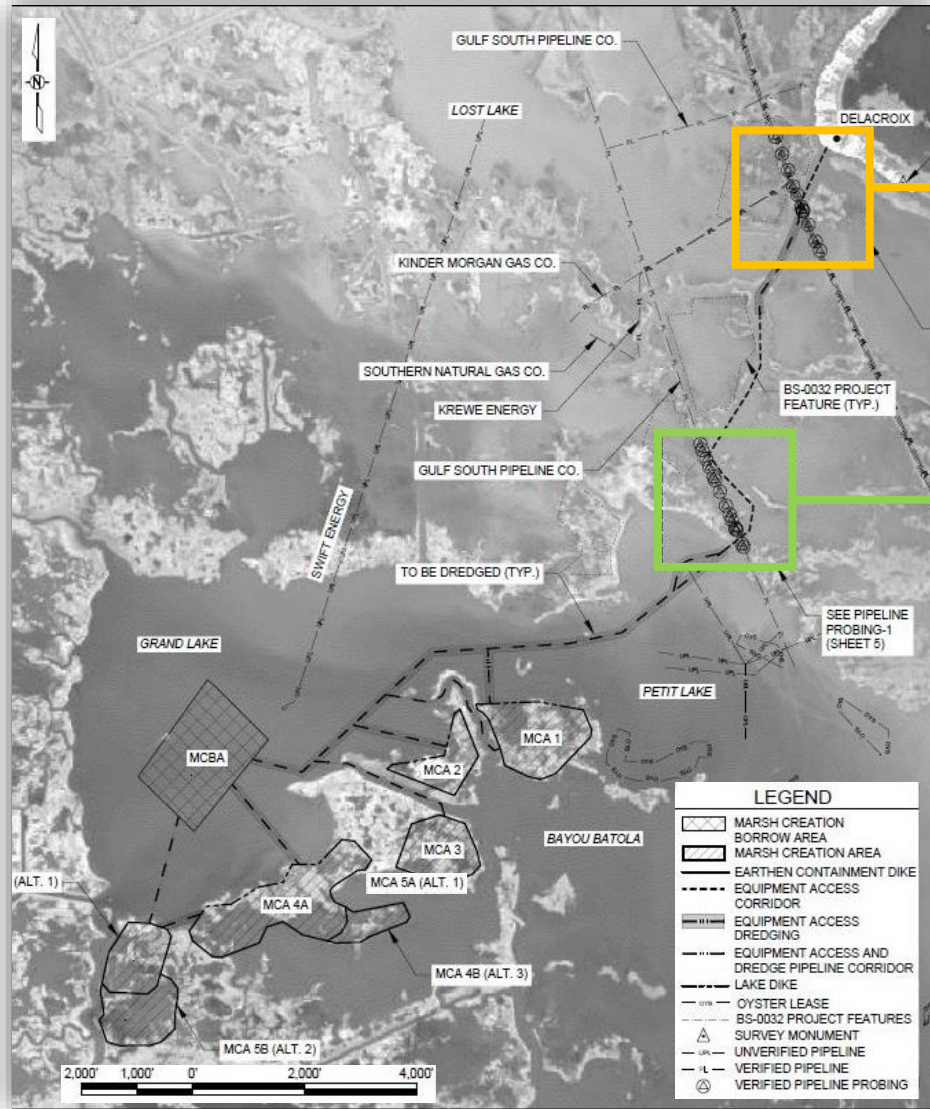 N
GULF SOUTH PIPELINE CO.
LOST LAKE
DELACROIX
KINDER MORGAN GAS CO.
SOUTHERN NATURAL GAS CO.
KREWE ENERGY
BS-0032 PROJECT
FEATURE (TYP.)
GULF SOUTH PIPELINE CO.
SWIFT ENERGY
TO BE DREDGED (TYP.)
SEE PIPELINE
PROBING-1
(SHEET 5)
GRAND LAKE
PETIT LAKE
MCBA
MCA 1
MCA 2
MCA 3
BAYOU BATOLA
MCA 5A (ALT. 1)
(ALT. 1)
MCA 4A
MCA 4B (ALT. 3)
MCA 5B (ALT. 2)
2,000' 1,000' 0' 2,000' 4,000'
LEGEND
MARSH CREATION
BORROW AREA
MARSH CREATION AREA
EARTHEN CONTAINMENT DIKE
EQUIPMENT ACCESS
CORRIDOR
EQUIPMENT ACCESS
DREDGING
EQUIPMENT ACCESS AND
DREDGE PIPELINE CORRIDOR
LAKE DIKE
OYS OYSTER LEASE
BS-0032 PROJECT FEATURES
SURVEY MONUMENT
UPL UNVERIFIED PIPELINE
PL VERIFIED PIPELINE
VERIFIED PIPELINE PROBING